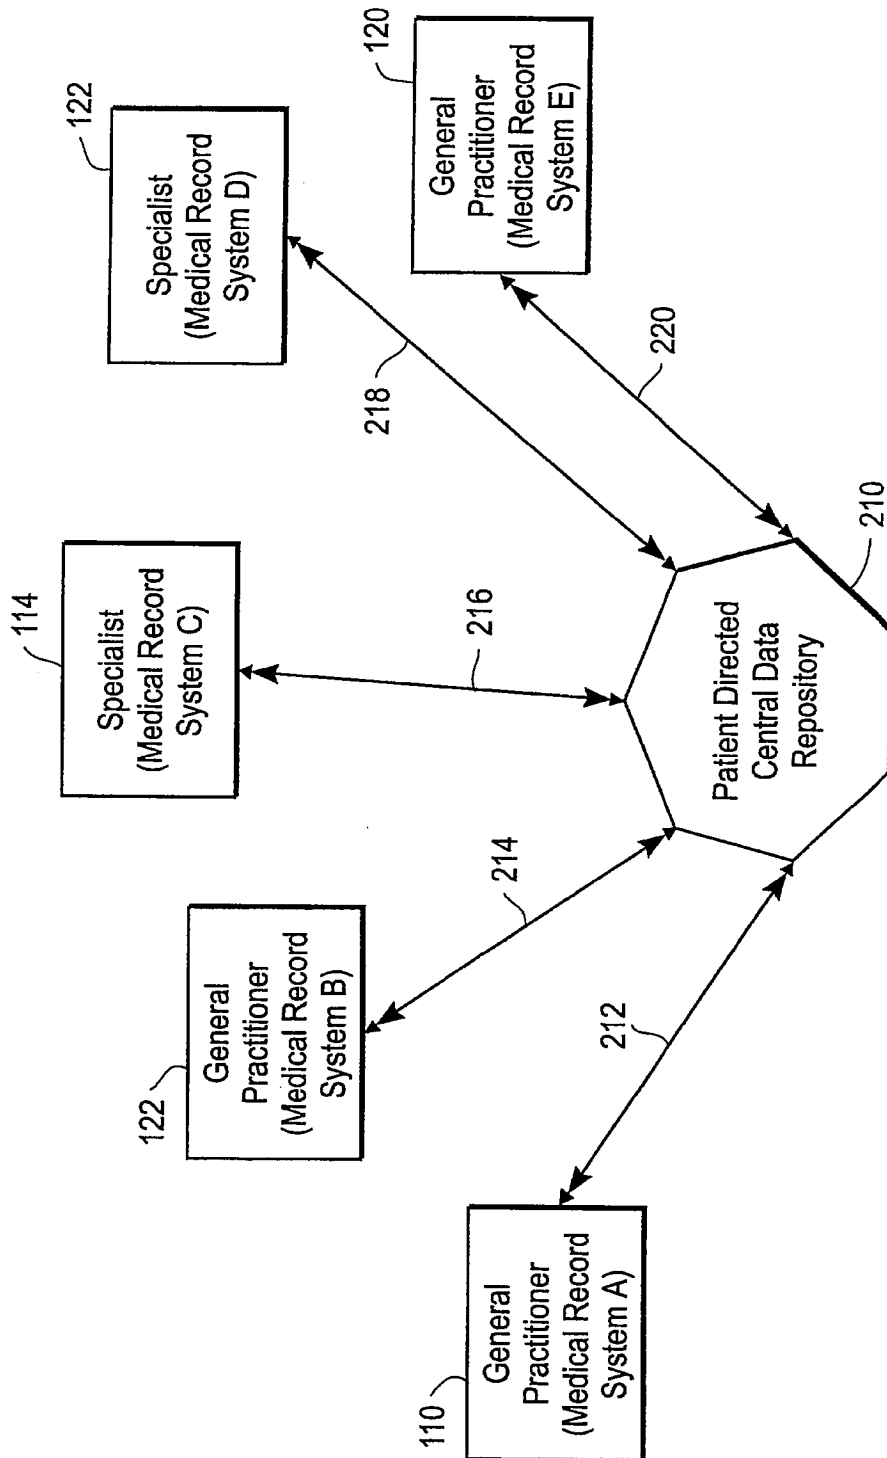 110
General
Practitioner
(Medical Record
System A)
212
122
General
Practitioner
(Medical Record
System B)
214
114
Specialist
(Medical Record
System C)
216
122
Specialist
(Medical Record
System D)
218
120
General
Practitioner
(Medical Record
System E)
220
Patient Directed
Central Data
Repository
210